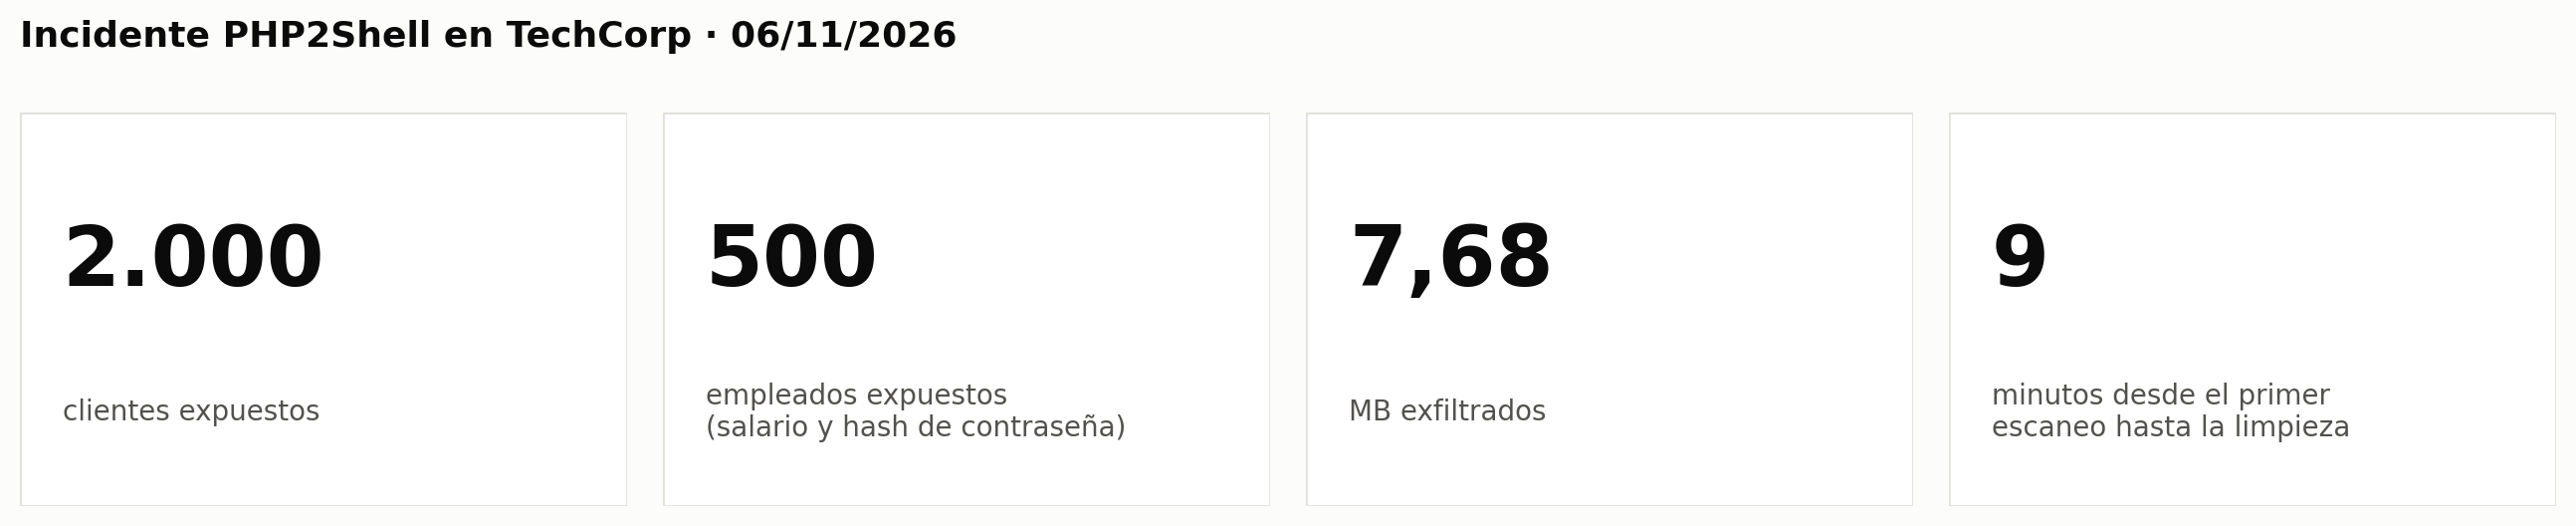 Incidente PHP2Shell en TechCorp · 06/11/2026
2.000
clientes expuestos
500
empleados expuestos
(salario y hash de contraseña)
7,68
MB exfiltrados
9
minutos desde el primer
escaneo hasta la limpieza